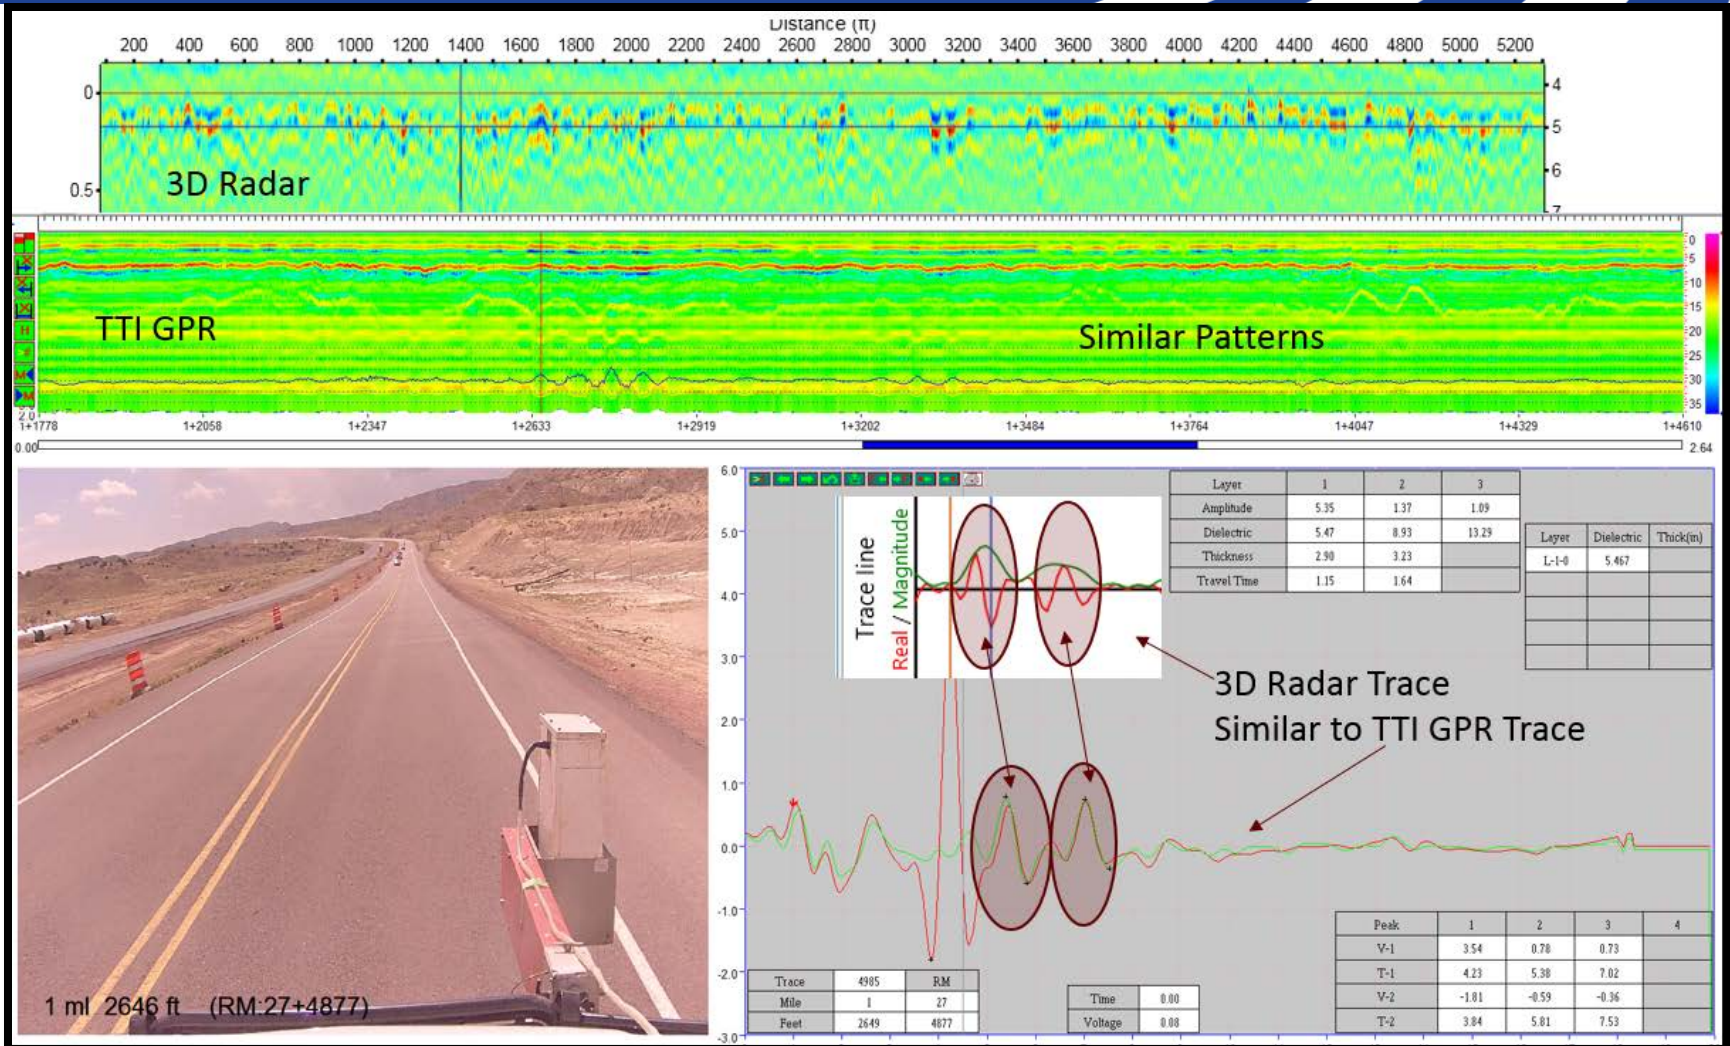 Distance (ft)
200 400 600 800 1000 1200 1400 1600 1800 2000 2200 2400 2600 2800 3000 3200 3400 3600 3800 4000 4200 4400 4600 4800 5000 5200
0 4
5
3D Radar 6
0.5 7
0
5
10
TTI GPR Similar Patterns 15
20
25
30
35
2.0
1+1778 1+2058 1+2347 1+2633 1+2919 1+3202 1+3484 1+3764 1+4047 1+4329 1+4610
0.00 2.64
1 ml 2646 ft (RM:27+4877)
6.0
5.0
4.0
3.0
2.0
1.0
0.0
-1.0
-2.0
-3.0
Trace line
Real / Magnitude
Layer 1 2 3
Amplitude 5.35 1.37 1.09
Dielectric 5.47 8.93 13.29
Thickness 2.90 3.23
Travel Time 1.15 1.64
Layer Dielectric Thick(in)
L-1-0 5.467
3D Radar Trace
Similar to TTI GPR Trace
Peak 1 2 3 4
V-1 3.54 0.78 0.73
T-1 4.23 5.38 7.02
V-2 -1.81 -0.59 -0.36
T-2 3.84 5.81 7.53
Trace 4985 RM
Mile 1 27
Feet 2649 4877
Time 0.00
Voltage 0.08